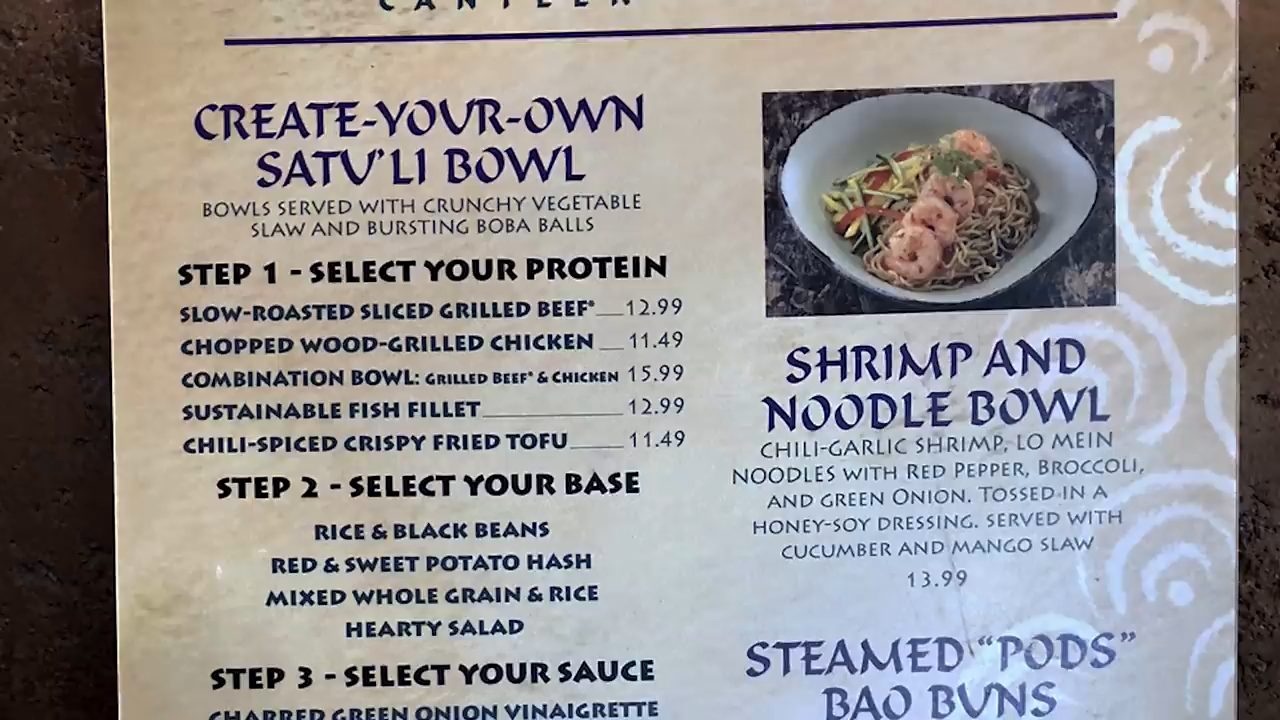 CANTEEN
CREATE-YOUR-OWN
SATU'LI BOWL
BOWLS SERVED WITH CRUNCHY VEGETABLE
SLAW AND BURSTING BOBA BALLS
STEP 1 - SELECT YOUR PROTEIN
SLOW-ROASTED SLICED GRILLED BEEF* 12.99
CHOPPED WOOD-GRILLED CHICKEN 11.49
COMBINATION BOWL: GRILLED BEEF* & CHICKEN 15.99
SUSTAINABLE FISH FILLET 12.99
CHILI-SPICED CRISPY FRIED TOFU 11.49
STEP 2 - SELECT YOUR BASE
RICE & BLACK BEANS
RED & SWEET POTATO HASH
MIXED WHOLE GRAIN & RICE
HEARTY SALAD
STEP 3 - SELECT YOUR SAUCE
CHARRED GREEN ONION VINAIGRETTE
SHRIMP AND
NOODLE BOWL
CHILI-GARLIC SHRIMP, LO MEIN
NOODLES WITH RED PEPPER, BROCCOLI,
AND GREEN ONION. TOSSED IN A
HONEY-SOY DRESSING. SERVED WITH
CUCUMBER AND MANGO SLAW
13.99
STEAMED "PODS"
BAO BUNS